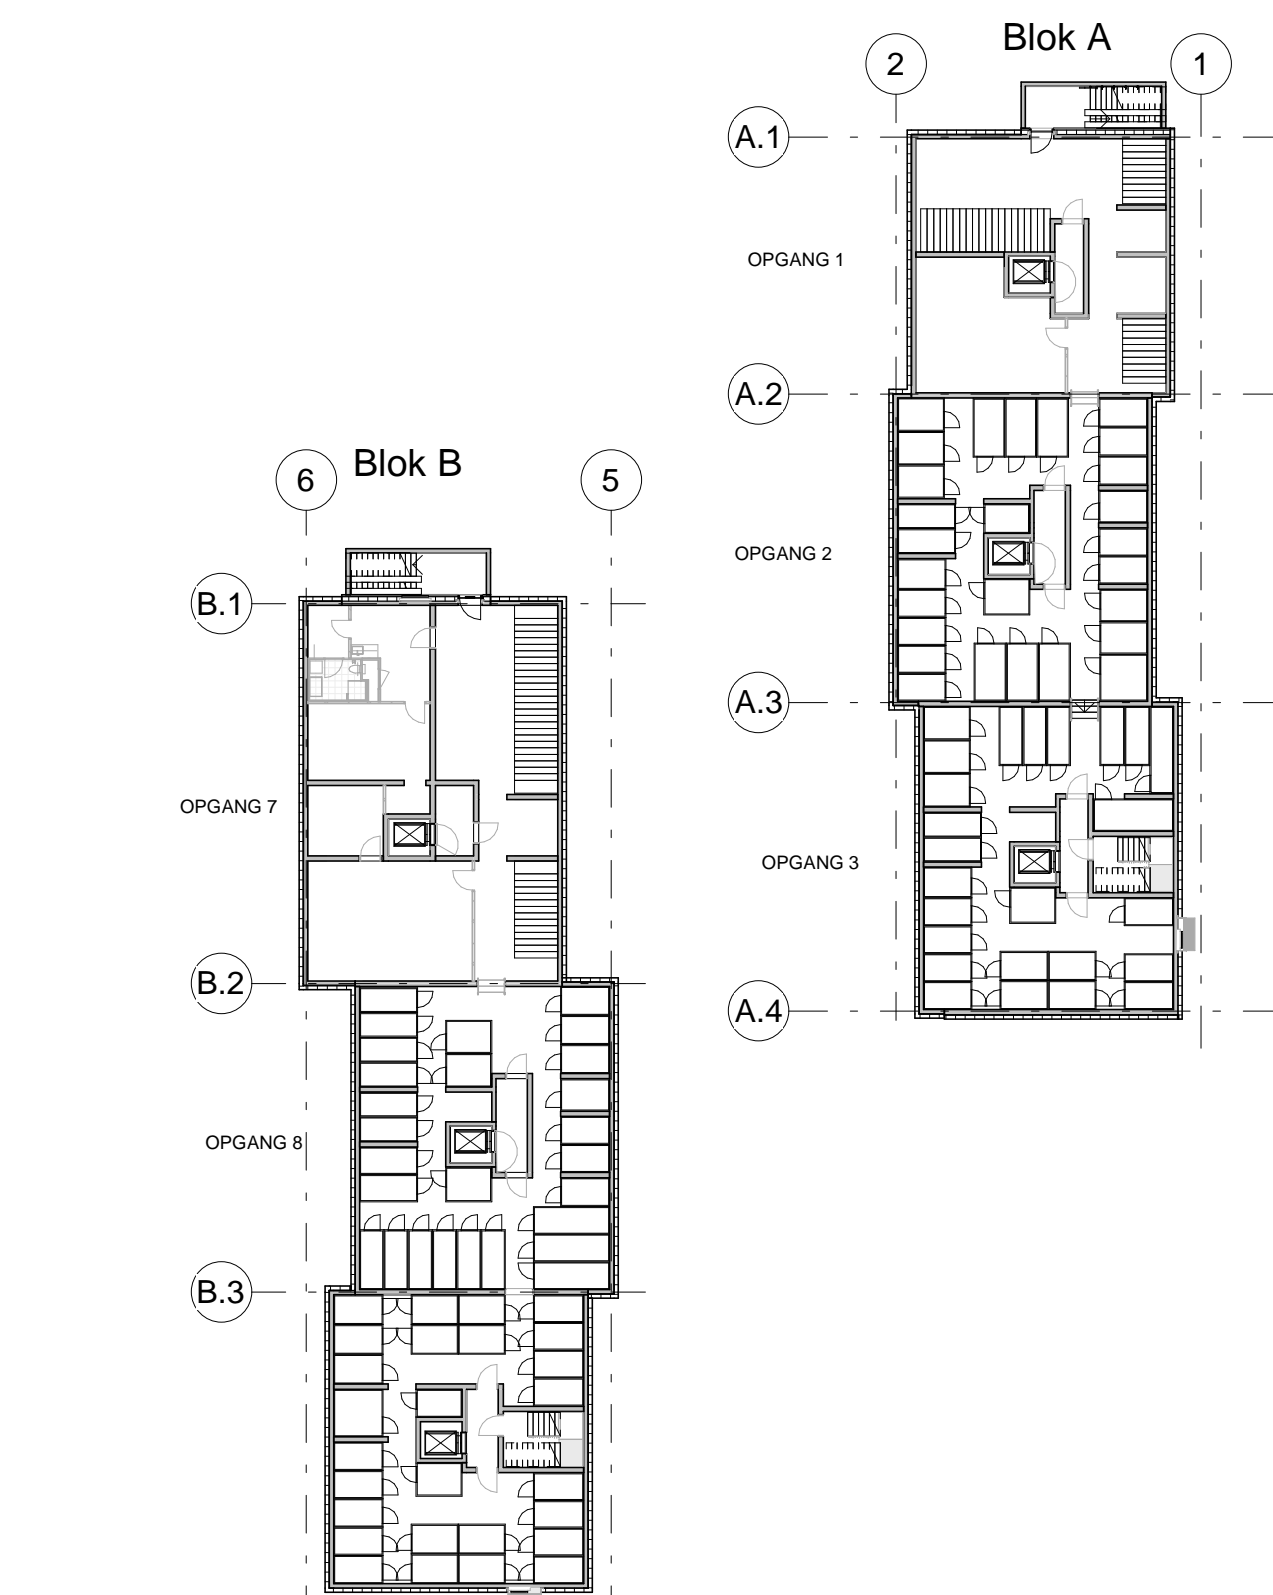 Blok A
2
1
A.1
OPGANG 1
A.2
Blok B
6
5
OPGANG 2
B.1
A.3
OPGANG 7
OPGANG 3
B.2
A.4
OPGANG 8
B.3